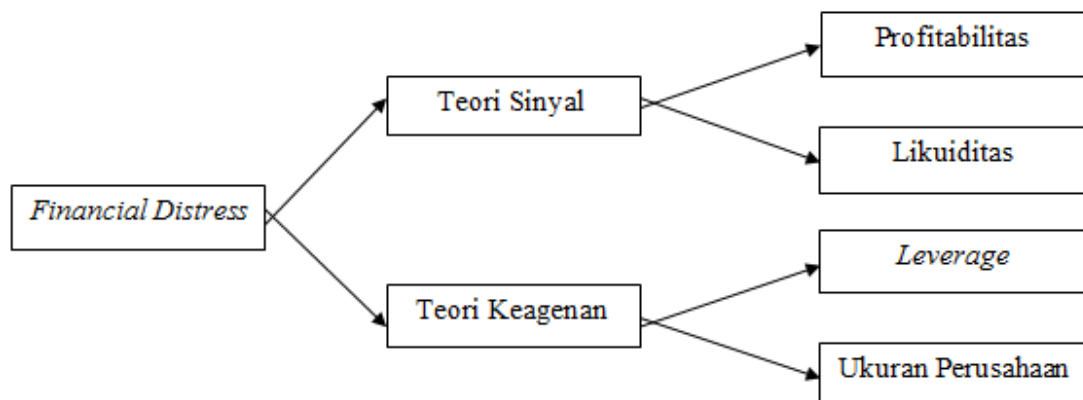 Profitabilitas
Teori Sinyal
Likuiditas
Financial Distress
Leverage
Teori Keagenan
Ukuran Perusahaan